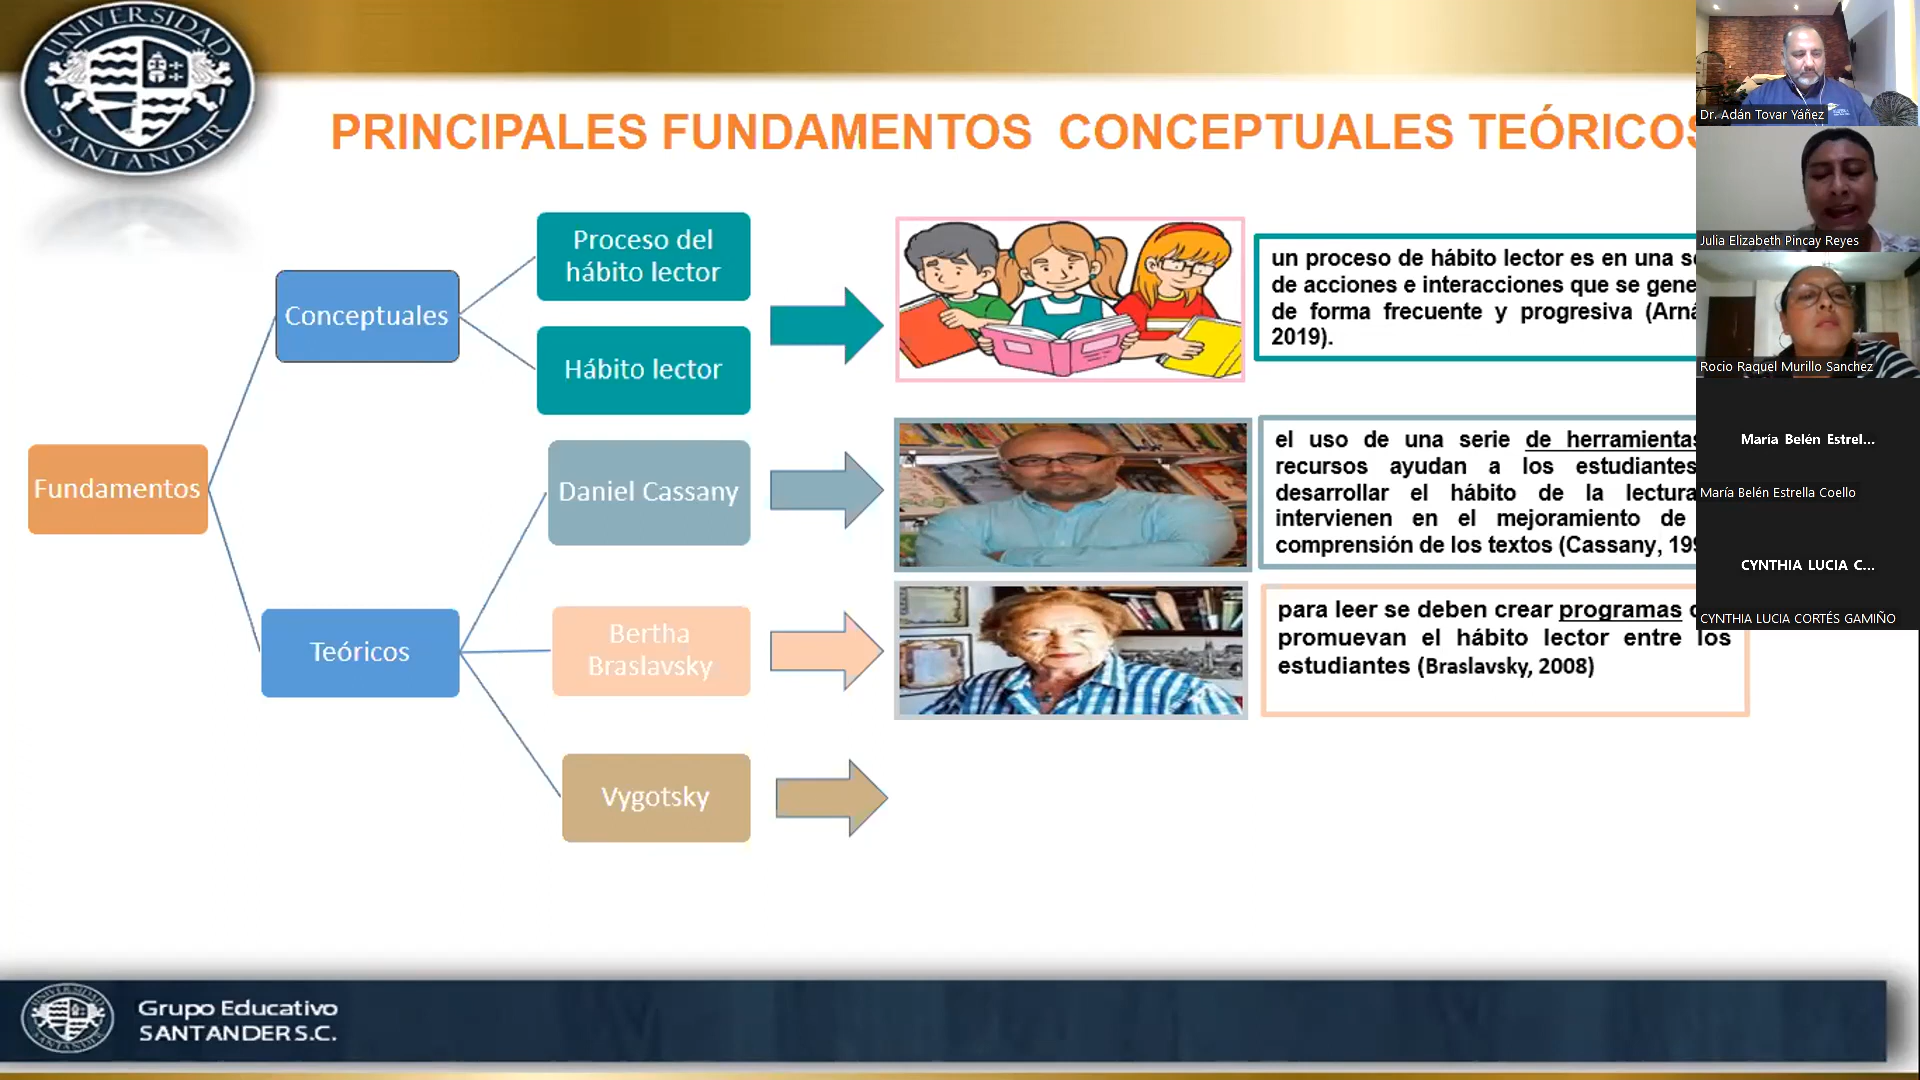 UNIVERSIDAD
SANTANDER
PRINCIPALES FUNDAMENTOS CONCEPTUALES TEÓRICOS
Fundamentos
Conceptuales
Proceso del
hábito lector
Hábito lector
un proceso de hábito lector es en una
de acciones e interacciones que se
de forma frecuente y progresiva
2019).
Teóricos
Daniel Cassany
el uso de una serie de herramientas
recursos ayudan a los estudiantes
desarrollar el hábito de la lectura
intervienen en el mejoramiento de
comprensión de los textos (Cassany,
Bertha
Braslavsky
para leer se deben crear programas
promuevan el hábito lector entre los
estudiantes (Braslavsky, 2008)
Vygotsky
Dr. Adán Tovar Yáñez
Julia Elizabeth Pincay Reyes
Rocio Raquel Murillo Sanchez
María Belén Estrel...
María Belén Estrella Coello
CYNTHIA LUCIA C...
CYNTHIA LUCIA CORTÉS GAMIÑO
UNIVERSIDAD
SANTANDER
Grupo Educativo
SANTANDER S.C.